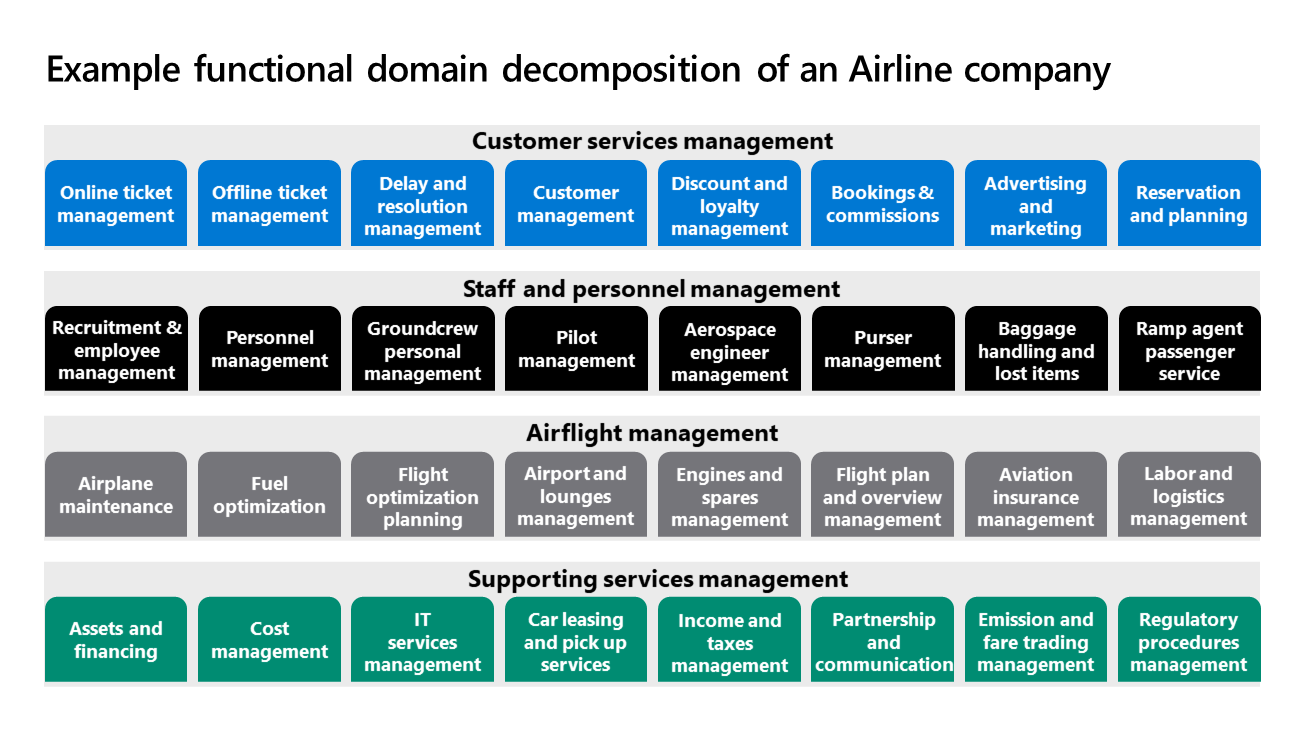 Example functional domain decomposition of an Airline company
Customer services management
Online ticket
management
Offline ticket
management
Delay and
resolution
management
Customer
management
Discount and
loyalty
management
Bookings &
commissions
Advertising
and
marketing
Reservation
and planning
Staff and personnel management
Recruitment &
employee
management
Personnel
management
Groundcrew
personal
management
Pilot
management
Aerospace
engineer
management
Purser
management
Baggage
handling and
lost items
Ramp agent
passenger
service
Airflight management
Airplane
maintenance
Fuel
optimization
Flight
optimization
planning
Airport and
lounges
management
Engines and
spares
management
Flight plan
and overview
management
Aviation
insurance
management
Labor and
logistics
management
Supporting services management
Assets and
financing
Cost
management
IT
services
management
Car leasing
and pick up
services
Income and
taxes
management
Partnership
and
communication
Emission and
fare trading
management
Regulatory
procedures
management